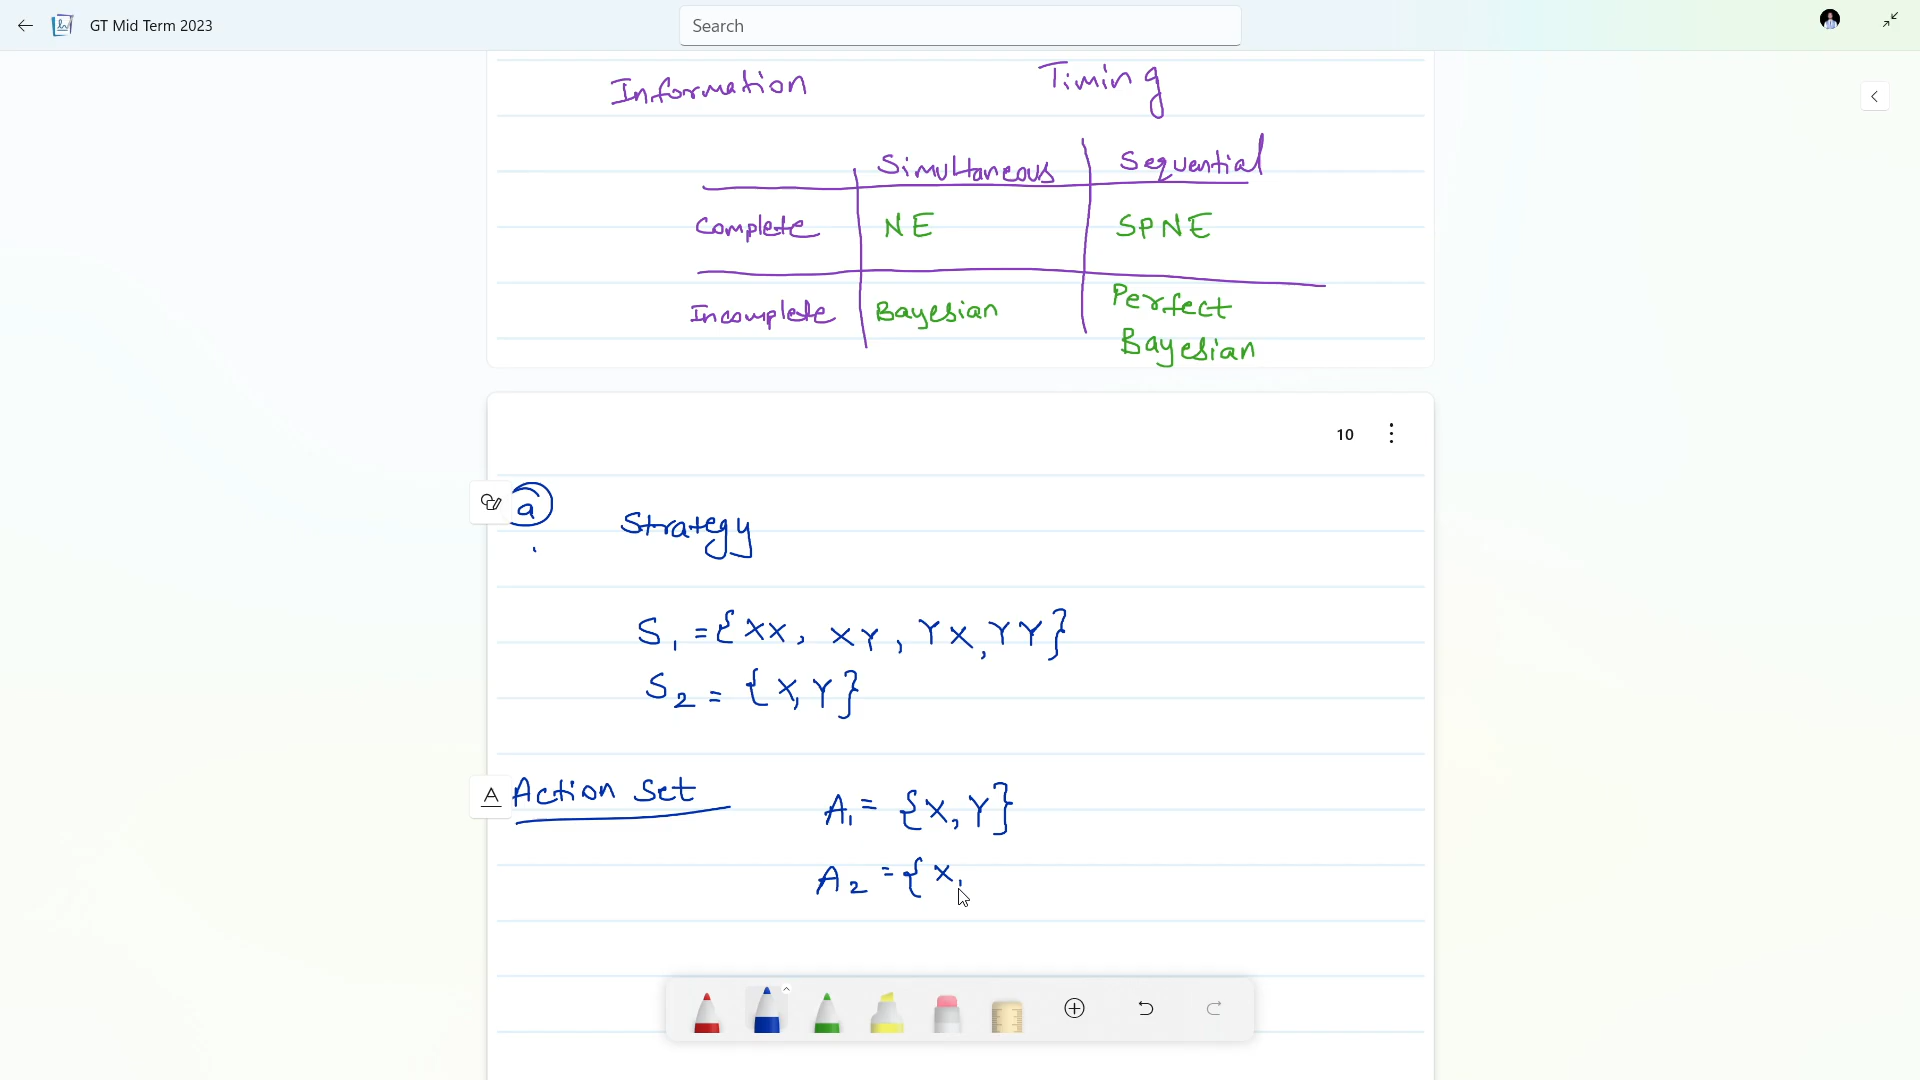 GT Mid Term 2023
Search
Information Timing
Simultaneous Sequential
Complete NE SPNE
Incomplete Bayesian Perfect Bayesian
10
a Strategy
S1 = {XX, XY, YX, YY}
S2 = {X, Y}
Action Set A1 = {X, Y}
A2 = {X,